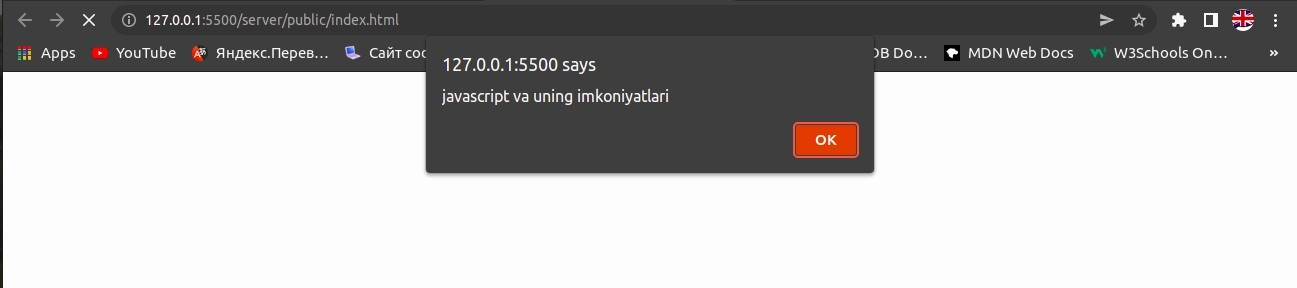 127.0.0.1:5500/server/public/index.html
Apps YouTube Яндекс.Перев… Сайт DB Do… MDN Web Docs W3Schools On… »
127.0.0.1:5500 says
javascript va uning imkoniyatlari
OK